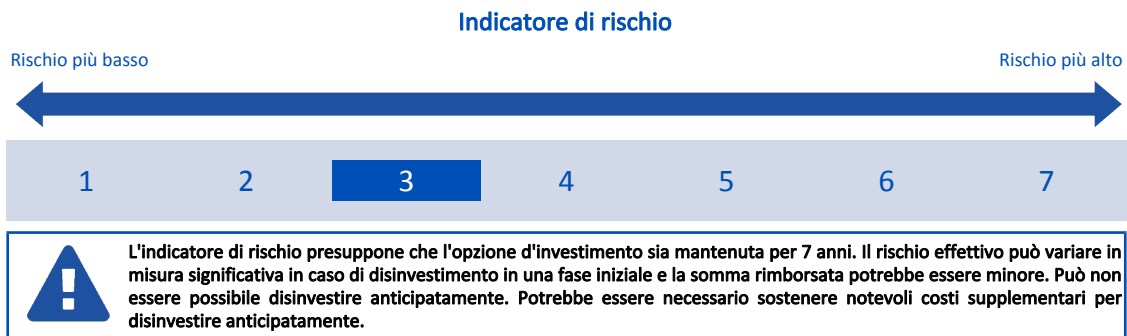 Indicatore di rischio
Rischio più basso
Rischio più alto
1 2 3 4 5 6 7
L'indicatore di rischio presuppone che l'opzione d'investimento sia mantenuta per 7 anni. Il rischio effettivo può variare in
misura significativa in caso di disinvestimento in una fase iniziale e la somma rimborsata potrebbe essere minore. Può non
essere possibile disinvestire anticipatamente. Potrebbe essere necessario sostenere notevoli costi supplementari per
disinvestire anticipatamente.